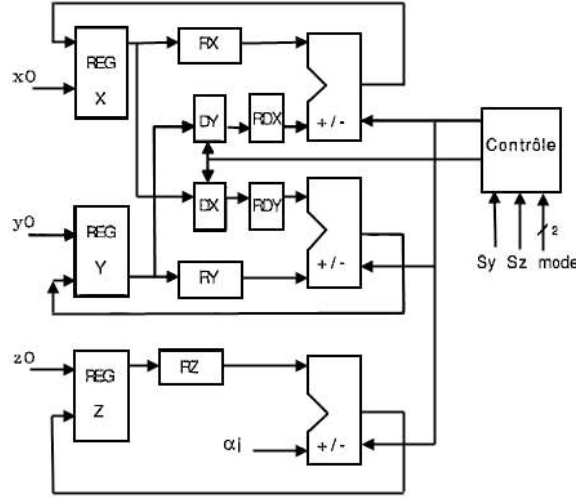 REG
X
x0
RX
+/-
DY
RDX
Contrôle
DX
RDY
y0
REG
Y
RY
+/-
2
Sy Sz mode
z0
REG
Z
RZ
αi
+/-